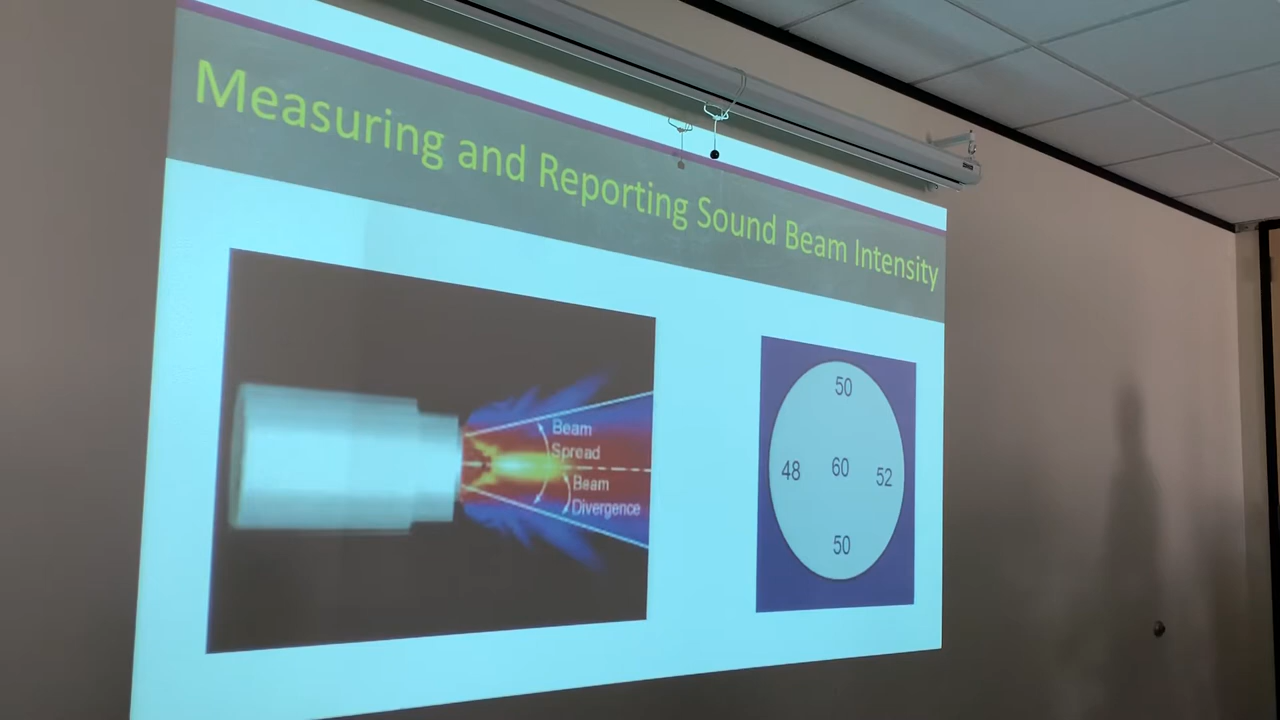 Measuring and Reporting Sound Beam Intensity
Beam
Spread
Beam
Divergence
50
48 60 52
50